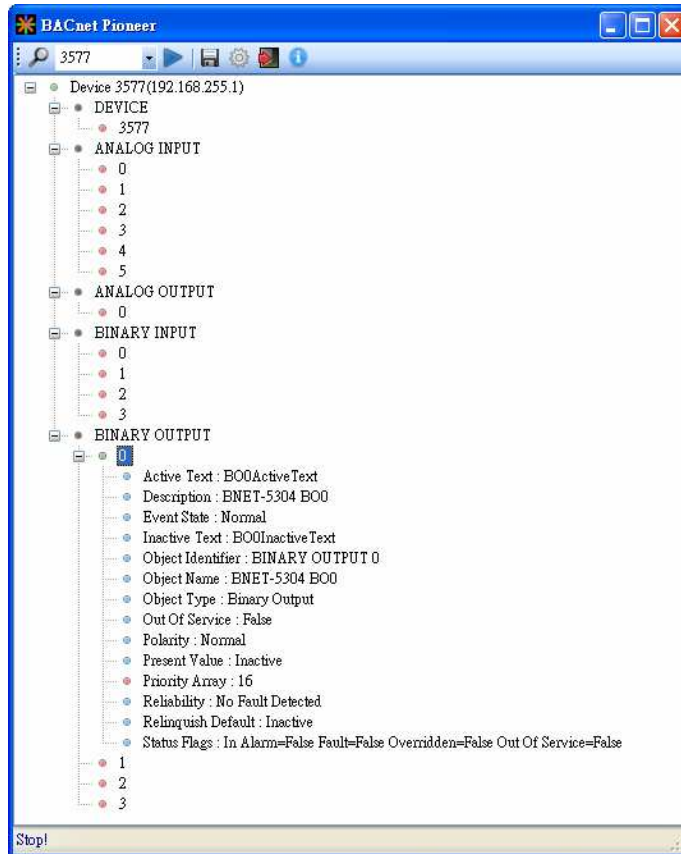 BACnet Pioneer
3577
Device 3577(192.168.255.1)
DEVICE
3577
ANALOG INPUT
0
1
2
3
4
5
ANALOG OUTPUT
0
BINARY INPUT
0
1
2
3
BINARY OUTPUT
0
Active Text : BO0ActiveText
Description : BNET-5304 BO0
Event State : Normal
Inactive Text : BO0InactiveText
Object Identifier : BINARY OUTPUT 0
Object Name : BNET-5304 BO0
Object Type : Binary Output
Out Of Service : False
Polarity : Normal
Present Value : Inactive
Priority Array : 16
Reliability : No Fault Detected
Relinquish Default : Inactive
Status Flags : In Alarm=False Fault=False Overridden=False Out Of Service=False
1
2
3
Stop!